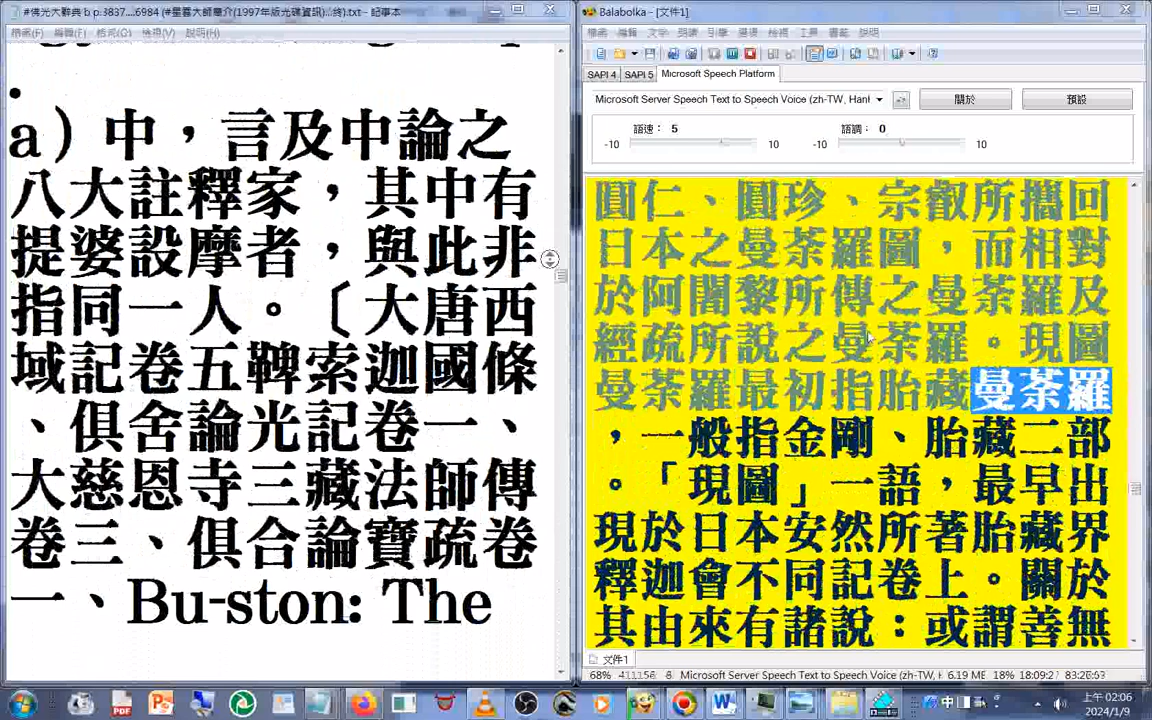 #佛光大辭典 b p.3837....6984 (#星雲大師簡介(1997年版光碟資訊)...終).txt - 記事本
檔案(F) 編輯(E) 格式(O) 檢視(V) 說明(H)
a）中，言及中論之
八大註釋家，其中有
提婆設摩者，與此非
指同一人。〔大唐西
域記卷五鞞索迦國條
、俱舍論光記卷一、
大慈恩寺三藏法師傳
卷三、俱合論寶疏卷
一、Bu-ston: The
Balabolka - [文件1]
SAPI 4 SAPI 5 Microsoft Speech Platform
Microsoft Server Speech Text to Speech Voice (zh-TW, Hanl
關於 預設
語速： 5 語調： 0
-10 10 -10 10
圓仁、圓珍、宗叡所攜回
日本之曼荼羅圖，而相對
於阿闍黎所傳之曼荼羅及
經疏所說之曼荼羅。現圖
曼荼羅最初指胎藏曼荼羅
，一般指金剛、胎藏二部
。「現圖」一語，最早出
現於日本安然所著胎藏界
釋迦會不同記卷上。關於
其由來有諸說：或謂善無
文件1
68% Microsoft Server Speech Text to Speech Voice (zh-TW, H 6.19 MB 18%
上午 02:06
2024/1/9